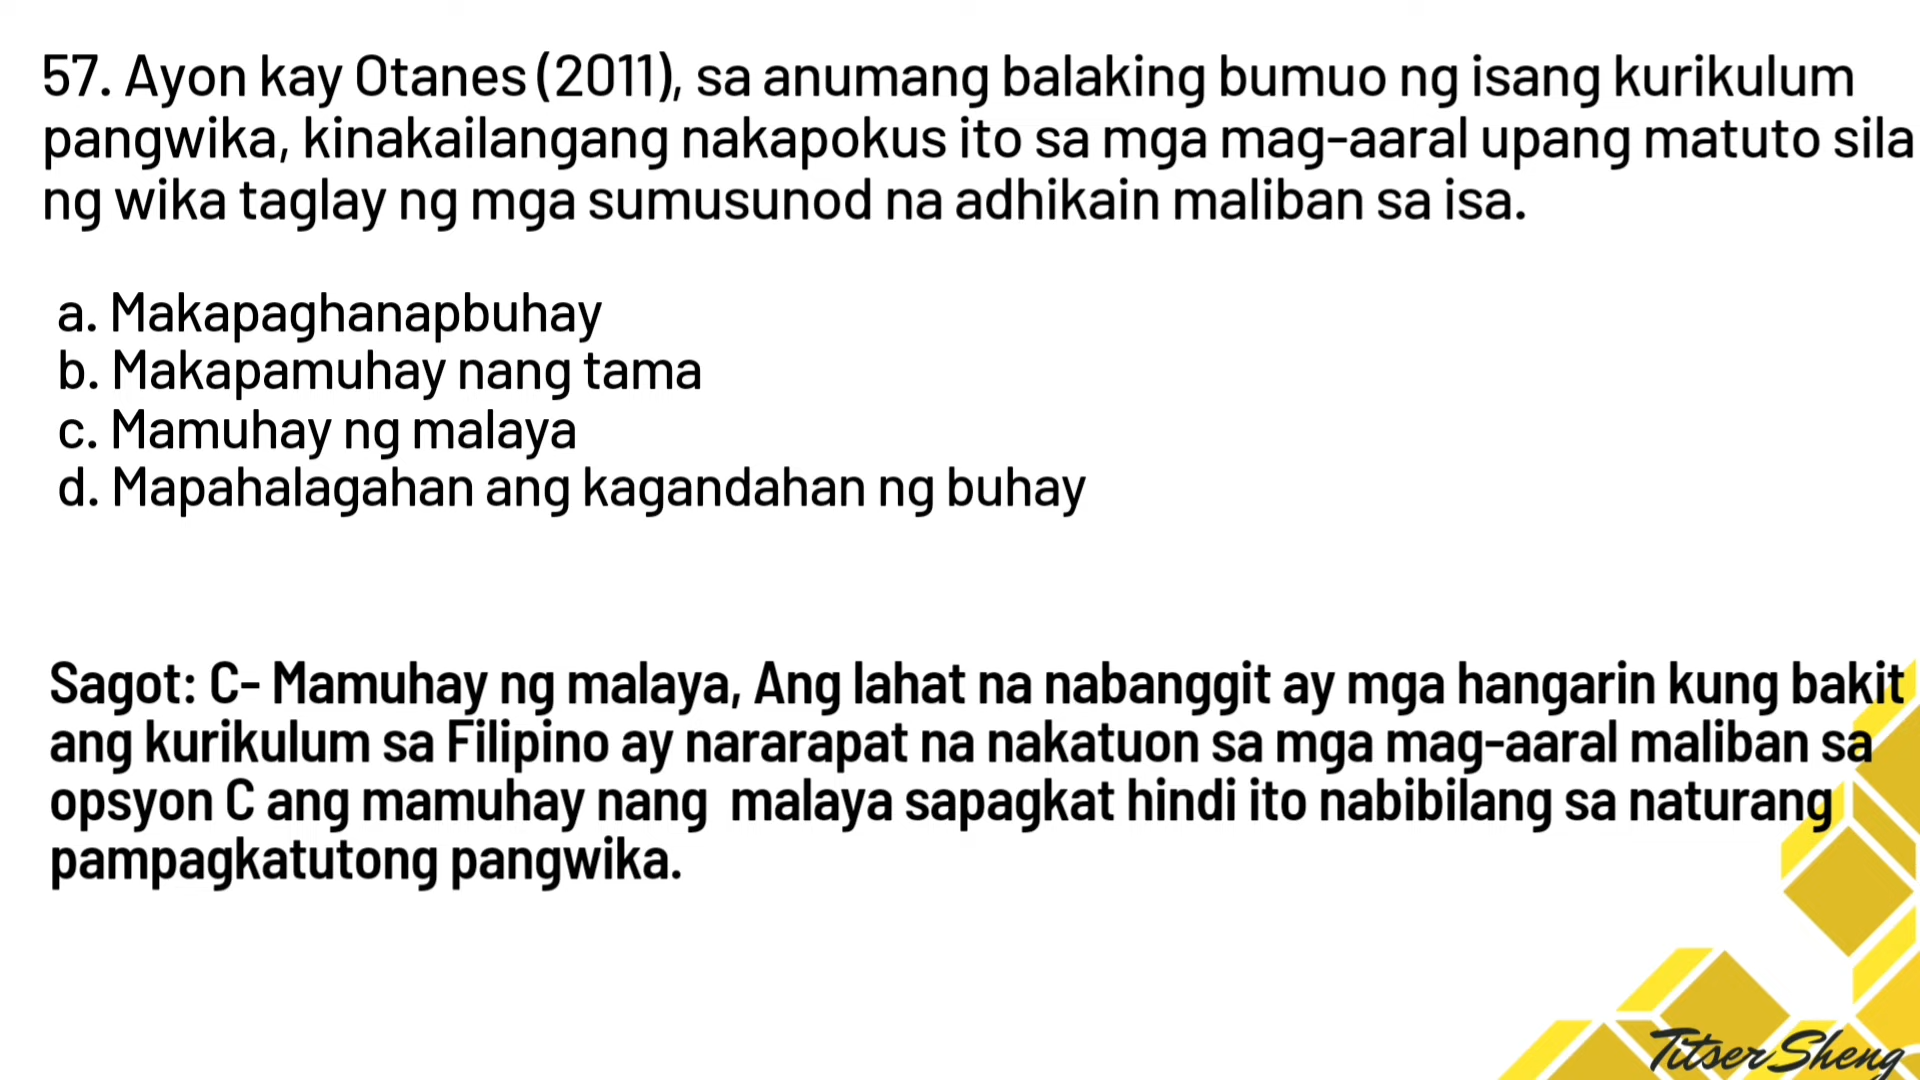 57. Ayon kay Otanes (2011), sa anumang balaking bumuo ng isang kurikulum
pangwika, kinakailangang nakapokus ito sa mga mag-aaral upang matuto sila
ng wika taglay ng mga sumusunod na adhikain maliban sa isa.
a. Makapaghanapbuhay
b. Makapamuhay nang tama
c. Mamuhay ng malaya
d. Mapahalagahan ang kagandahan ng buhay
Sagot: C- Mamuhay ng malaya, Ang lahat na nabanggit ay mga hangarin kung bakit
ang kurikulum sa Filipino ay nararapat na nakatuon sa mga mag-aaral maliban sa
opsyon C ang mamuhay nang malaya sapagkat hindi ito nabibilang sa naturang
pampagkatutong pangwika.
Titser Sheng